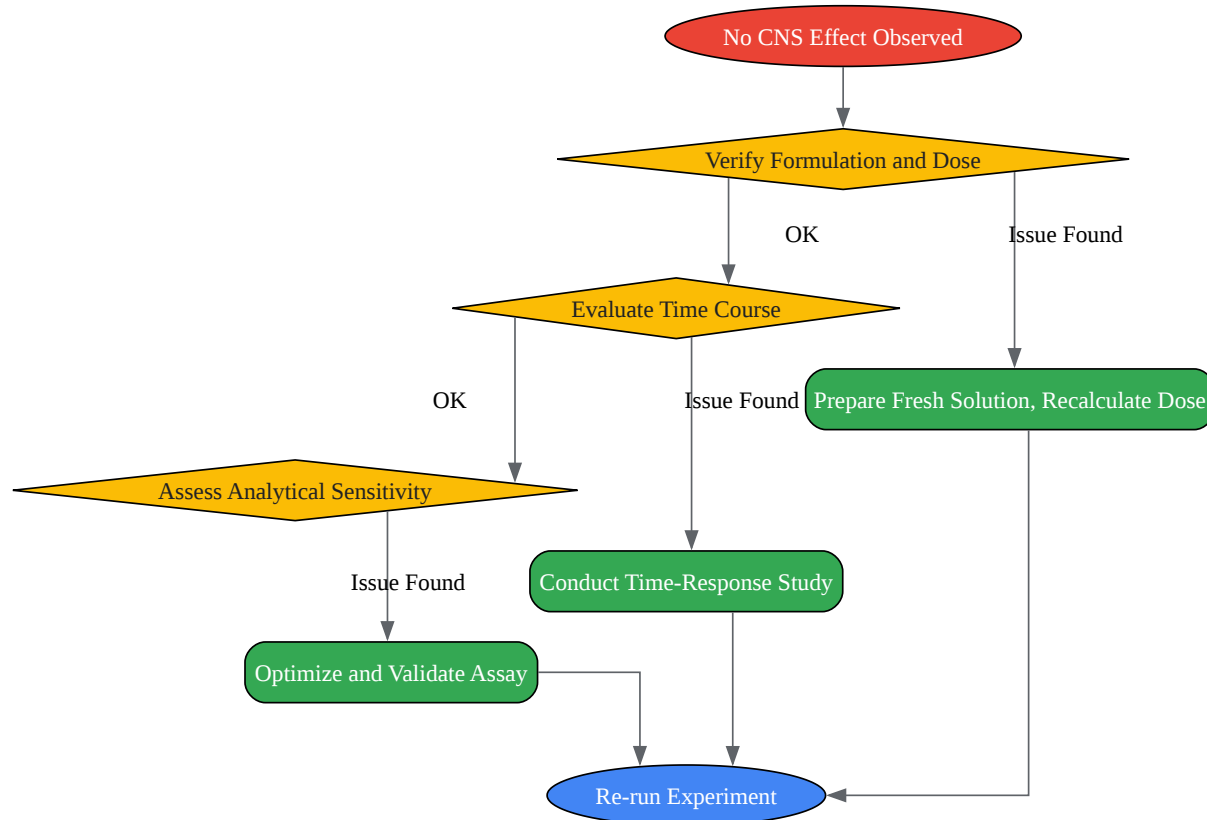 No CNS Effect Observed
Verify Formulation and Dose
OK
Issue Found
Evaluate Time Course
OK
Issue Found
Prepare Fresh Solution, Recalculate Dose
Assess Analytical Sensitivity
Issue Found
Conduct Time-Response Study
Optimize and Validate Assay
Re-run Experiment